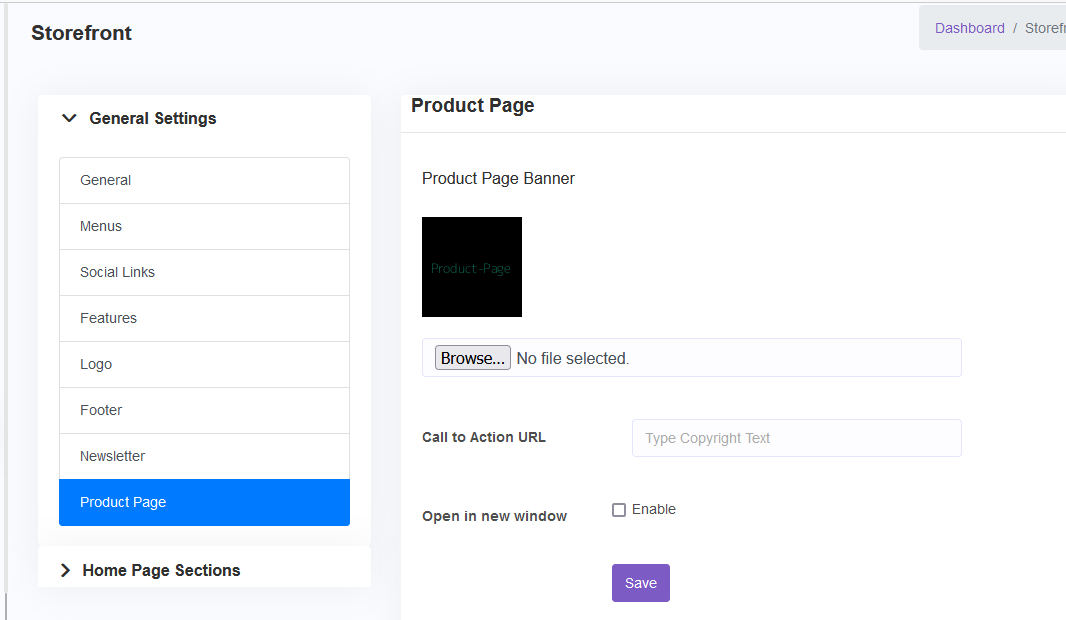 Storefront
Dashboard / Storefr
General Settings
General
Menus
Social Links
Features
Logo
Footer
Newsletter
Product Page
Home Page Sections
Product Page
Product Page Banner
Product-Page
Browse... No file selected.
Call to Action URL
Type Copyright Text
Open in new window
Enable
Save